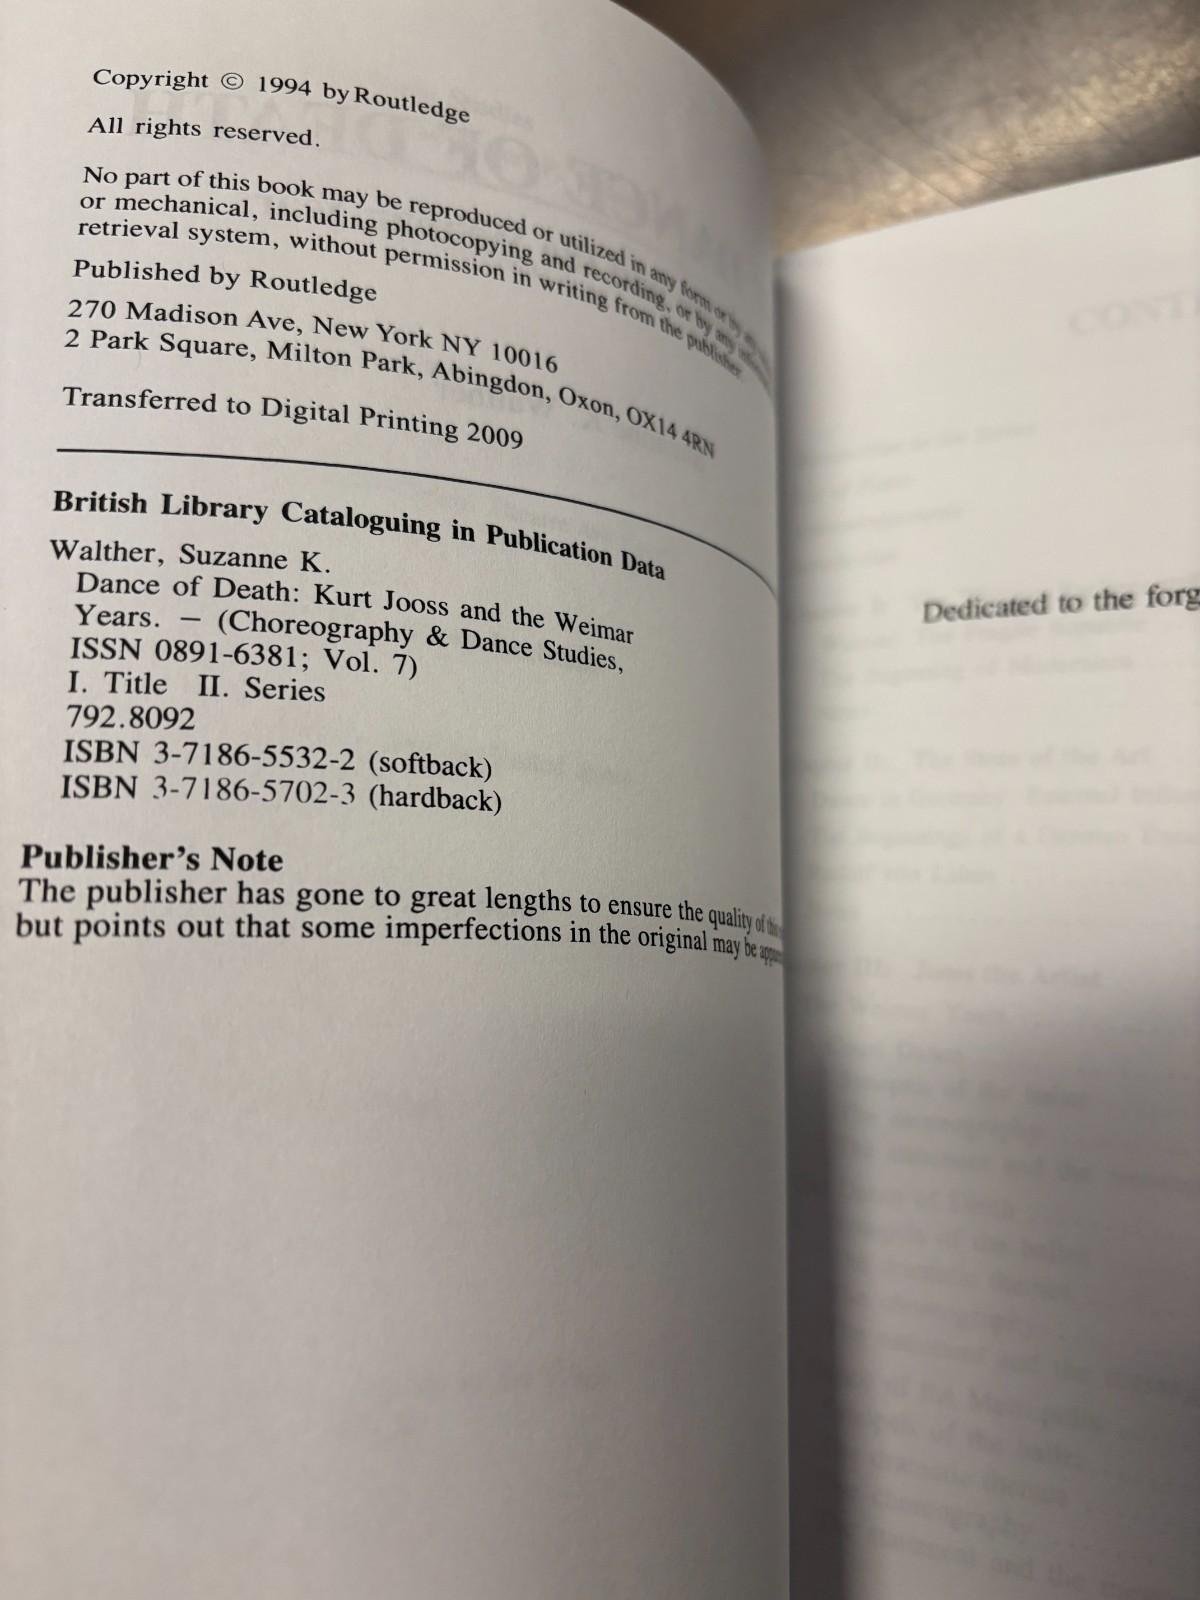 Copyright © 1994 by Routledge
All rights reserved.
No part of this book may be reproduced or utilized in any form or by
or mechanical, including photocopying and recording, or by any
retrieval system, without permission in writing from the publisher.
Published by Routledge
270 Madison Ave, New York NY 10016
2 Park Square, Milton Park, Abingdon, Oxon, OX14 4RN
Transferred to Digital Printing 2009
British Library Cataloguing in Publication Data
Walther, Suzanne K.
Dance of Death: Kurt Jooss and the Weimar
Years. — (Choreography & Dance Studies,
ISSN 0891-6381; Vol. 7)
I. Title II. Series
792.8092
ISBN 3-7186-5532-2 (softback)
ISBN 3-7186-5702-3 (hardback)
Publisher's Note
The publisher has gone to great lengths to ensure the quality of this
but points out that some imperfections in the original may be
Dedicated to the forg